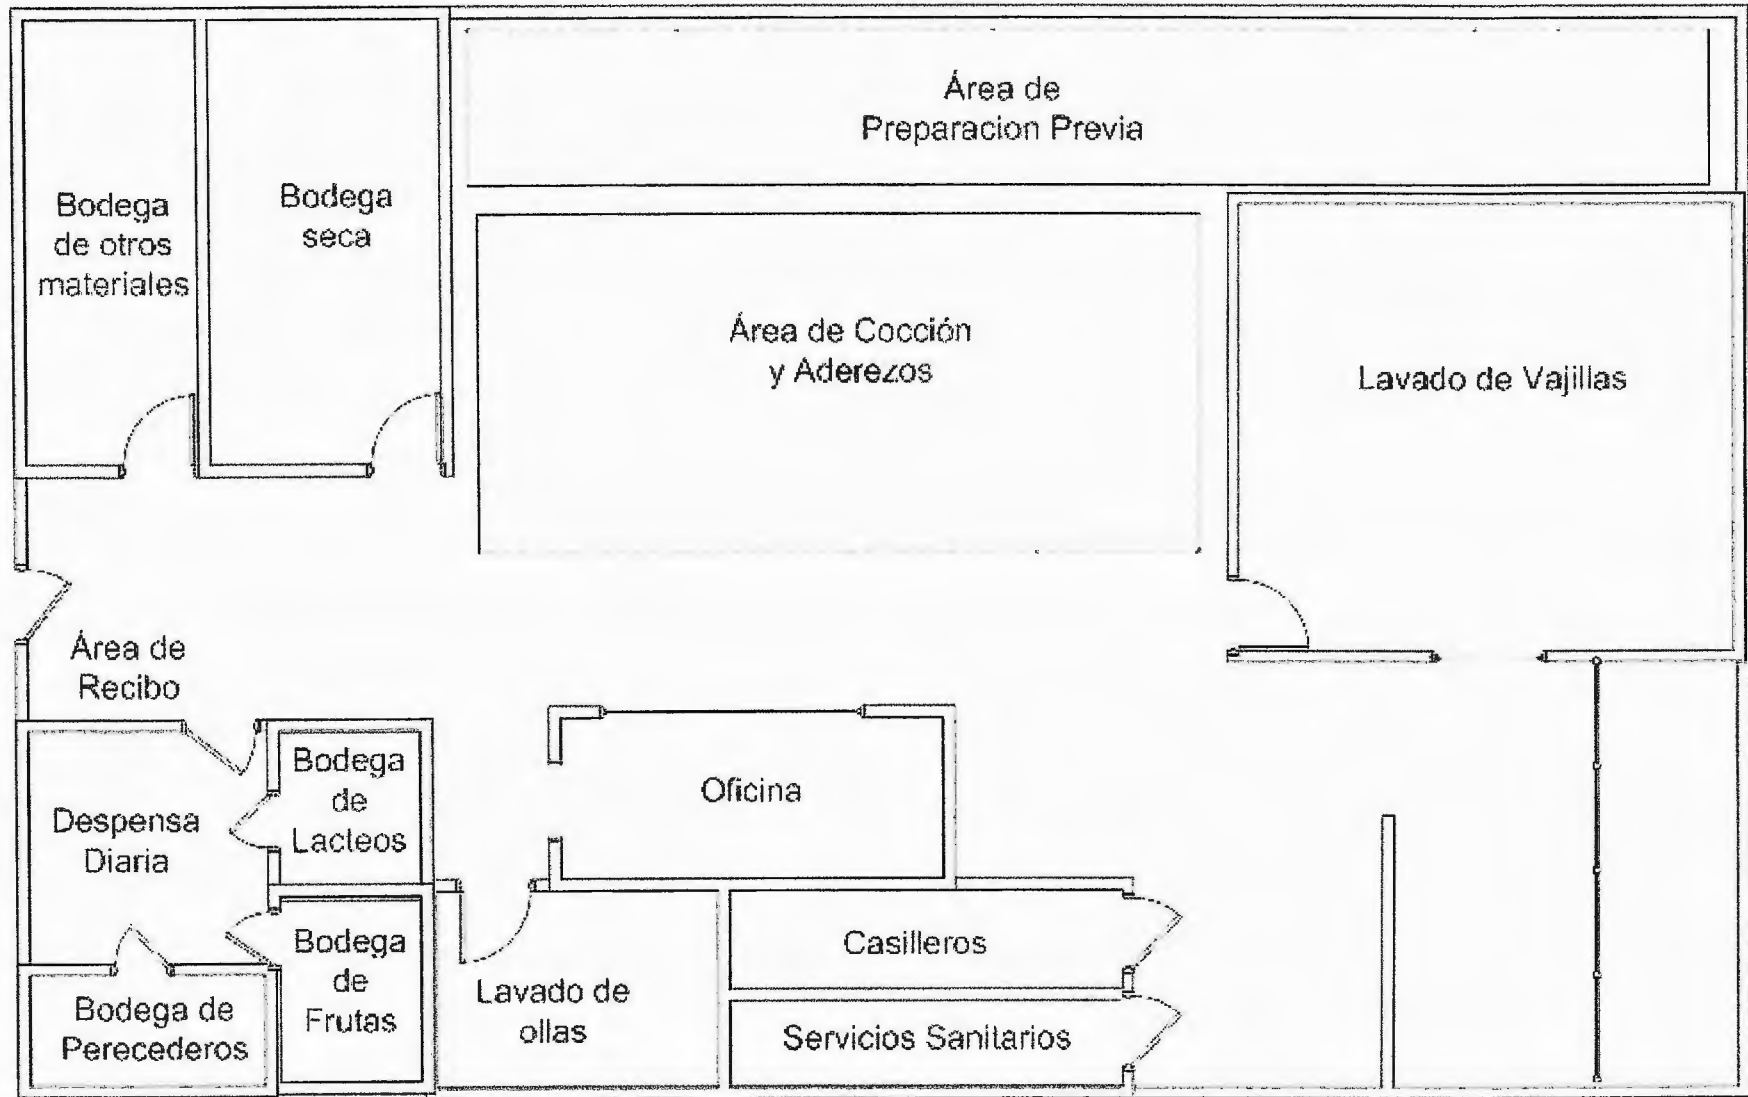 Área de
Preparacion Previa
Bodega
de otros
materiales
Bodega
seca
Área de Cocción
y Aderezos
Lavado de Vajillas
Área de
Recibo
Bodega
de
Lacteos
Oficina
Despensa
Diaria
Bodega
de
Frutas
Casilleros
Lavado de
ollas
Bodega de
Perecederos
Servicios Sanitarios